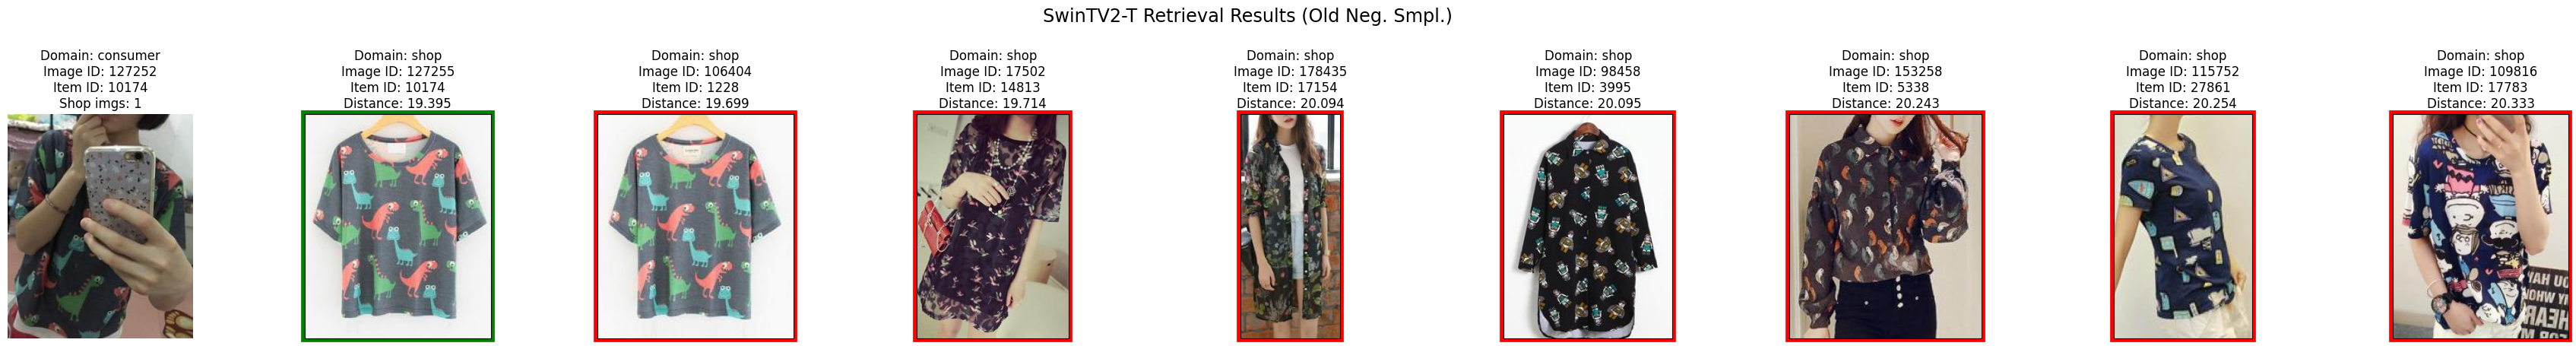 SwinTV2-T Retrieval Results (Old Neg. Smpl.)
Domain: consumer
Image ID: 127252
Item ID: 10174
Shop imgs: 1
Domain: shop
Image ID: 127255
Item ID: 10174
Distance: 19.395
Domain: shop
Image ID: 106404
Item ID: 1228
Distance: 19.699
Domain: shop
Image ID: 17502
Item ID: 14813
Distance: 19.714
Domain: shop
Image ID: 178435
Item ID: 17154
Distance: 20.094
Domain: shop
Image ID: 98458
Item ID: 3995
Distance: 20.095
Domain: shop
Image ID: 153258
Item ID: 5338
Distance: 20.243
Domain: shop
Image ID: 115752
Item ID: 27861
Distance: 20.254
Domain: shop
Image ID: 109816
Item ID: 17783
Distance: 20.333